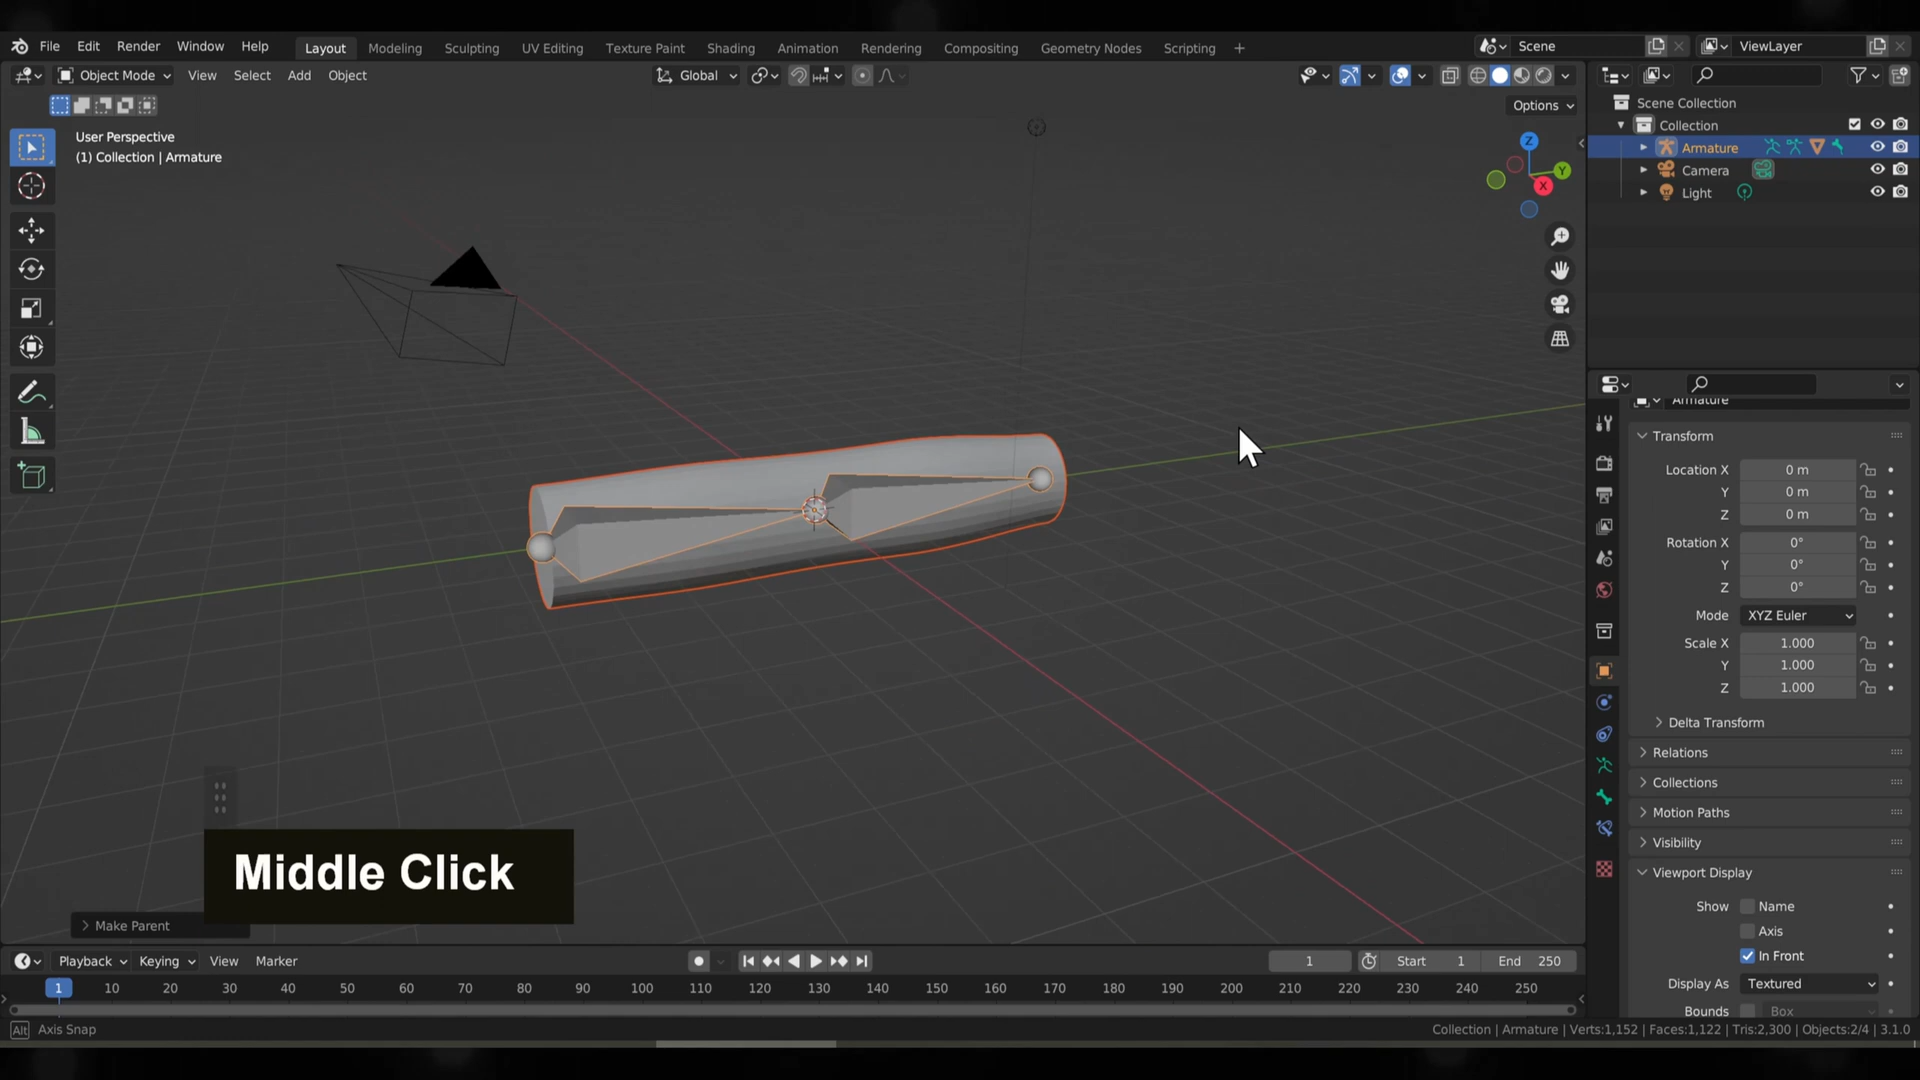 File Edit Render Window Help Layout Modeling Sculpting UV Editing Texture Paint Shading Animation Rendering Compositing Geometry Nodes Scripting + Scene ViewLayer
Object Mode View Select Add Object Global
Options
User Perspective
(1) Collection | Armature
Z
Y
X
Scene Collection
Collection
Armature
Camera
Light
Armature
Transform
Location X 0 m
Y 0 m
Z 0 m
Rotation X 0°
Y 0°
Z 0°
Mode XYZ Euler
Scale X 1.000
Y 1.000
Z 1.000
Delta Transform
Relations
Collections
Motion Paths
Visibility
Viewport Display
Show Name
Axis
In Front
Display As Textured
Bounds Box
Middle Click
Make Parent
Playback Keying View Marker 1 Start 1 End 250
1 10 20 30 40 50 60 70 80 90 100 110 120 130 140 150 160 170 180 190 200 210 220 230 240 250
Alt Axis Snap
Collection | Armature | Verts:1,152 | Faces:1,122 | Tris:2,300 | Objects:2/4 | 3.1.0